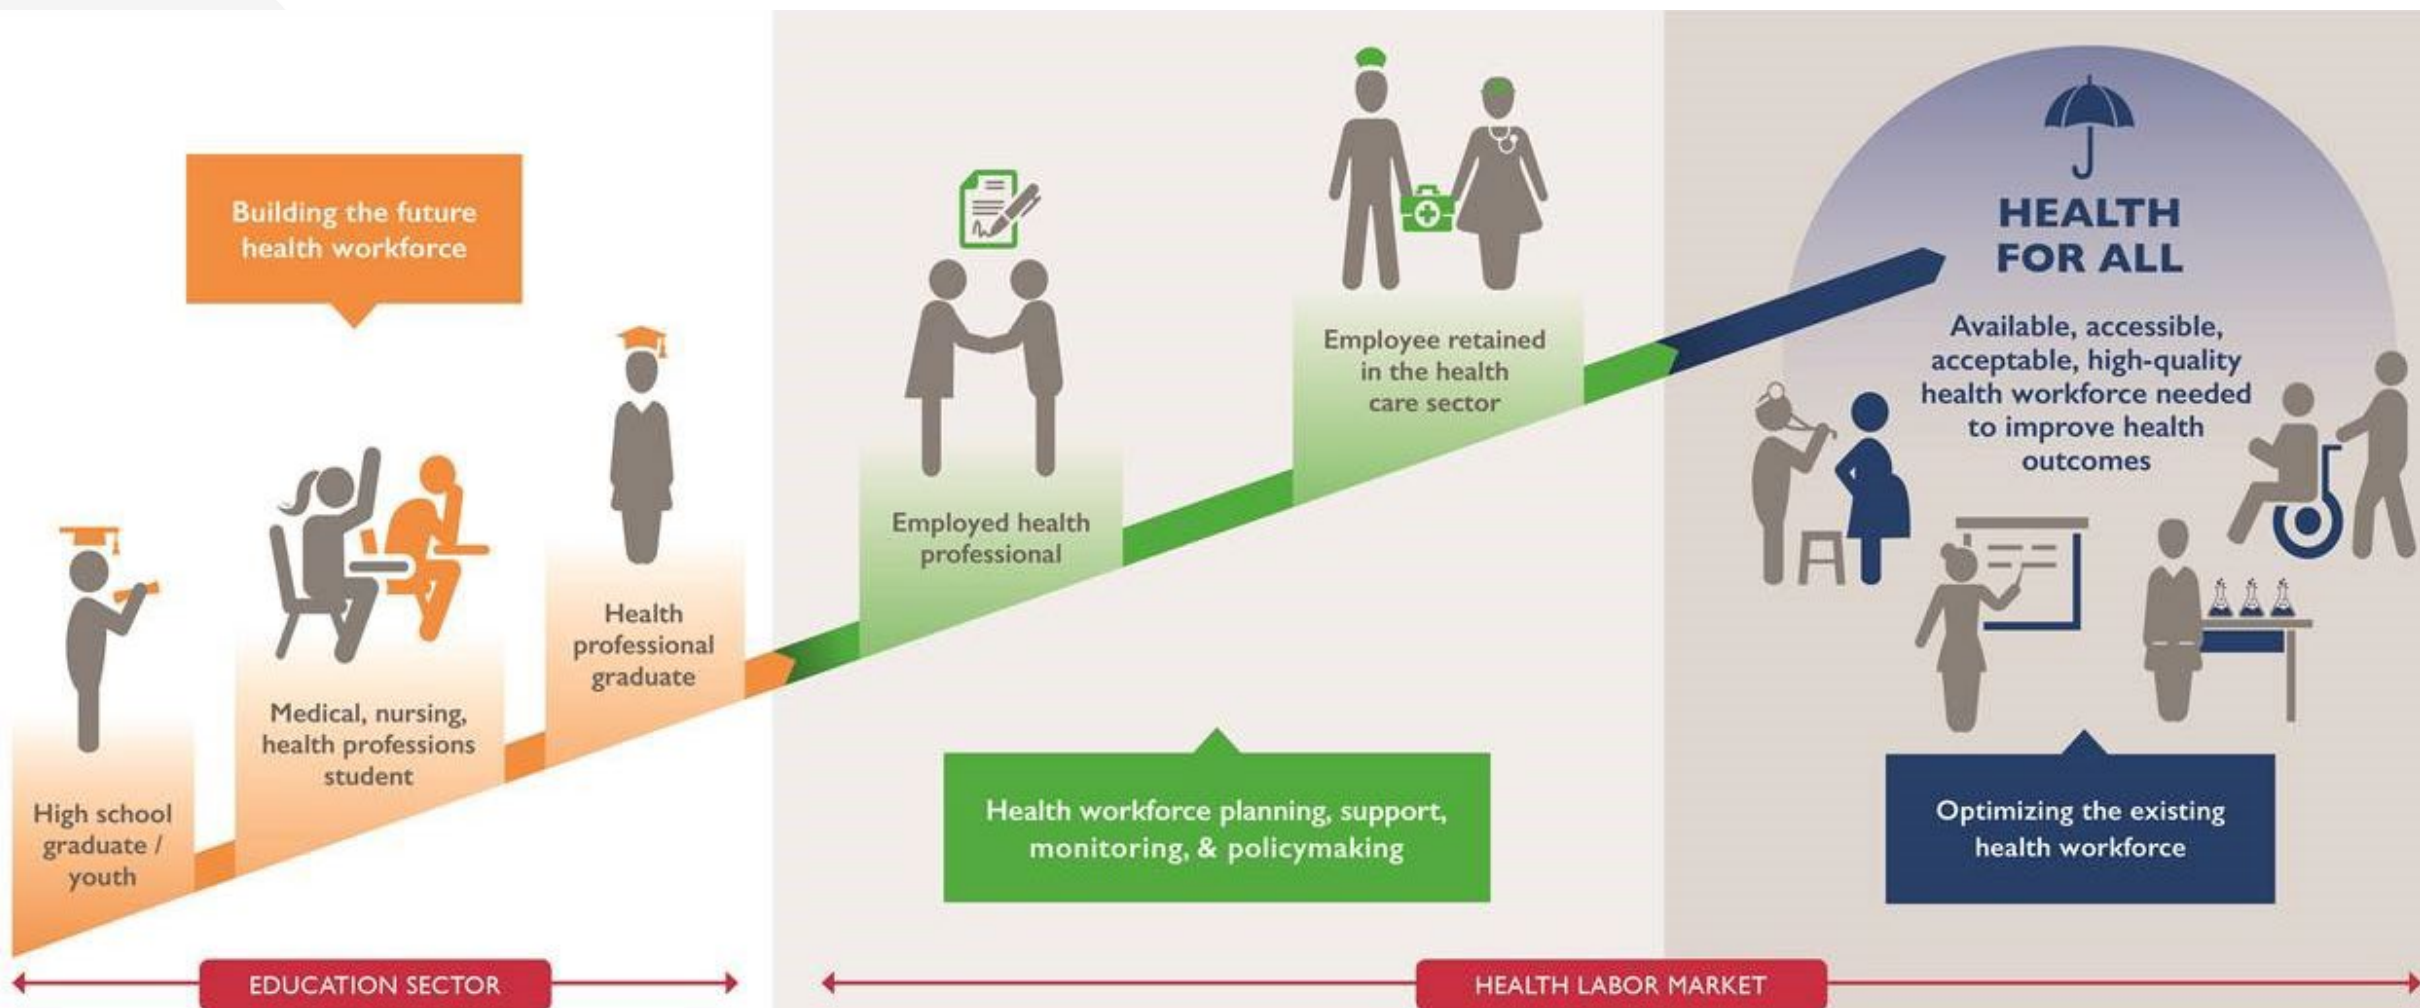 Building the future
health workforce
High school
graduate /
youth
Medical, nursing,
health professions
student
Health
professional
graduate
EDUCATION SECTOR
Employed health
professional
Employee retained
in the health
care sector
Health workforce planning, support,
monitoring, & policymaking
HEALTH
FOR ALL
Available, accessible,
acceptable, high-quality
health workforce needed
to improve health
outcomes
Optimizing the existing
health workforce
HEALTH LABOR MARKET